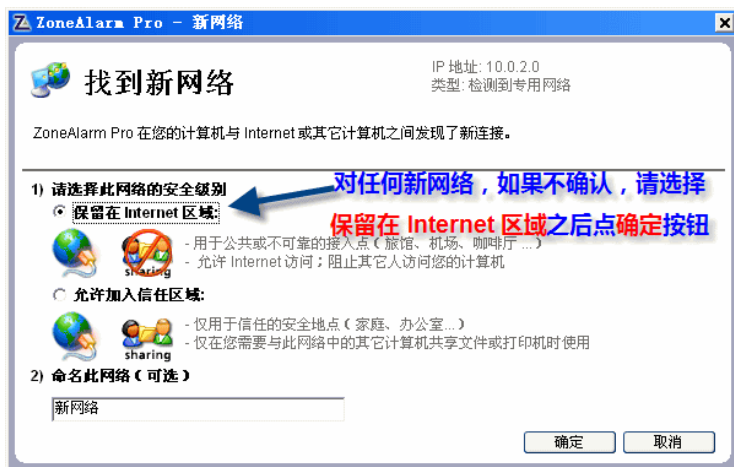 ZoneAlarm Pro - 新网络
找到新网络
IP 地址: 10.0.2.0
类型: 检测到专用网络
ZoneAlarm Pro 在您的计算机与 Internet 或其它计算机之间发现了新连接。
1) 请选择此网络的安全级别
对任何新网络，如果不确认，请选择
保留在 Internet 区域之后点确定按钮
保留在 Internet 区域:
sharing
- 用于公共或不可靠的接入点 ( 旅馆、机场、咖啡厅 ... )
- 允许 Internet 访问；阻止其它人访问您的计算机
允许加入信任区域:
sharing
- 仅用于信任的安全地点 ( 家庭、办公室...)
- 仅在您需要与此网络中的其它计算机共享文件或打印机时使用
2) 命名此网络 ( 可选 )
新网络
确定
取消